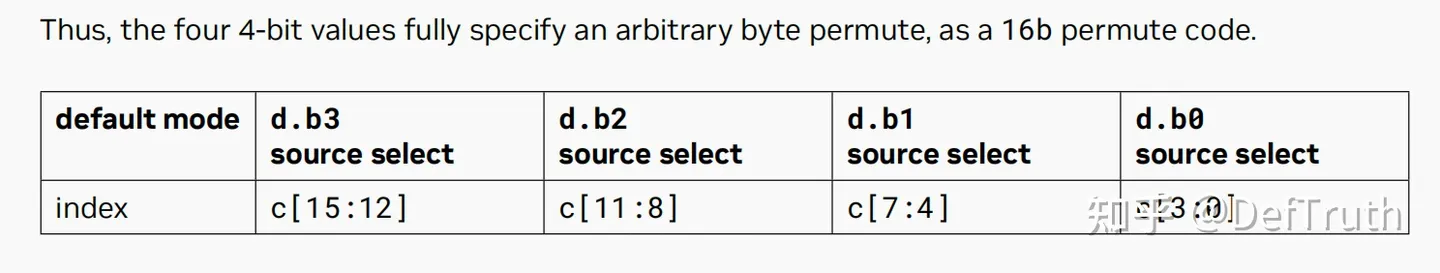 Thus, the four 4-bit values fully specify an arbitrary byte permute, as a 16b permute code.
default mode d.b3 source select d.b2 source select d.b1 source select d.b0 source select
index c[15:12] c[11:8] c[7:4] c[3:0]
知乎 @DefTruth